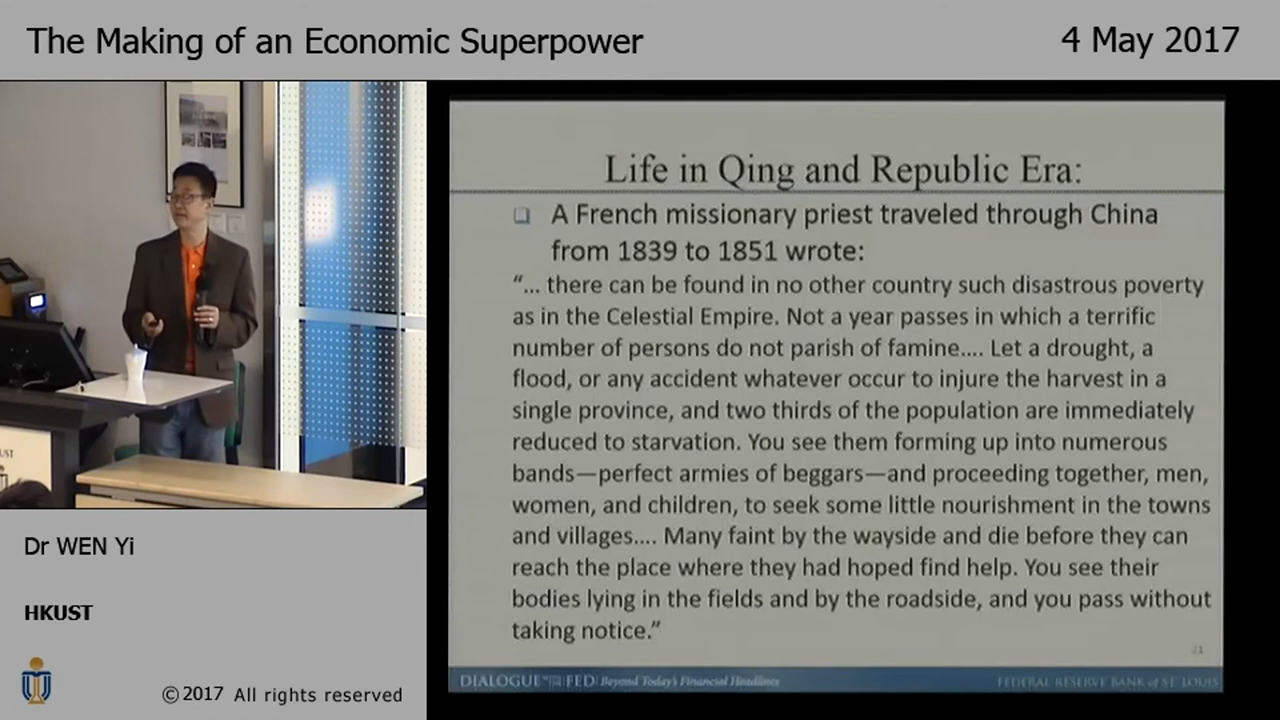 The Making of an Economic Superpower
4 May 2017
Life in Qing and Republic Era:
A French missionary priest traveled through China
from 1839 to 1851 wrote:
“... there can be found in no other country such disastrous poverty
as in the Celestial Empire. Not a year passes in which a terrific
number of persons do not parish of famine.... Let a drought, a
flood, or any accident whatever occur to injure the harvest in a
single province, and two thirds of the population are immediately
reduced to starvation. You see them forming up into numerous
bands—perfect armies of beggars—and proceeding together, men,
women, and children, to seek some little nourishment in the towns
and villages.... Many faint by the wayside and die before they can
reach the place where they had hoped find help. You see their
bodies lying in the fields and by the roadside, and you pass without
taking notice.”
21
DIALOGUE WITH THE FED: Beyond Today's Financial Headlines
FEDERAL RESERVE BANK of ST. LOUIS
UST
Dr WEN Yi
HKUST
©2017 All rights reserved